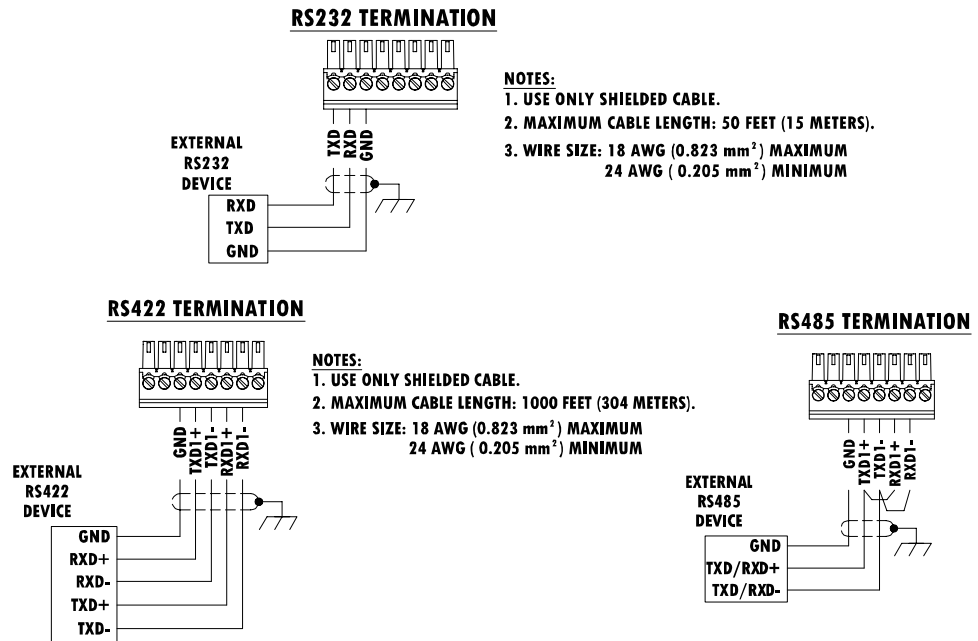 RS232 TERMINATION
TXD
RXD
GND
EXTERNAL
RS232
DEVICE
RXD
TXD
GND
NOTES:
1. USE ONLY SHIELDED CABLE.
2. MAXIMUM CABLE LENGTH: 50 FEET (15 METERS).
3. WIRE SIZE: 18 AWG (0.823 mm²) MAXIMUM
24 AWG ( 0.205 mm²) MINIMUM
RS422 TERMINATION
GND
TXD1+
TXD1-
RXD1+
RXD1-
EXTERNAL
RS422
DEVICE
GND
RXD+
RXD-
TXD+
TXD-
NOTES:
1. USE ONLY SHIELDED CABLE.
2. MAXIMUM CABLE LENGTH: 1000 FEET (304 METERS).
3. WIRE SIZE: 18 AWG (0.823 mm²) MAXIMUM
24 AWG ( 0.205 mm²) MINIMUM
RS485 TERMINATION
GND
TXD1+
TXD1-
RXD1+
RXD1-
EXTERNAL
RS485
DEVICE
GND
TXD/RXD+
TXD/RXD-